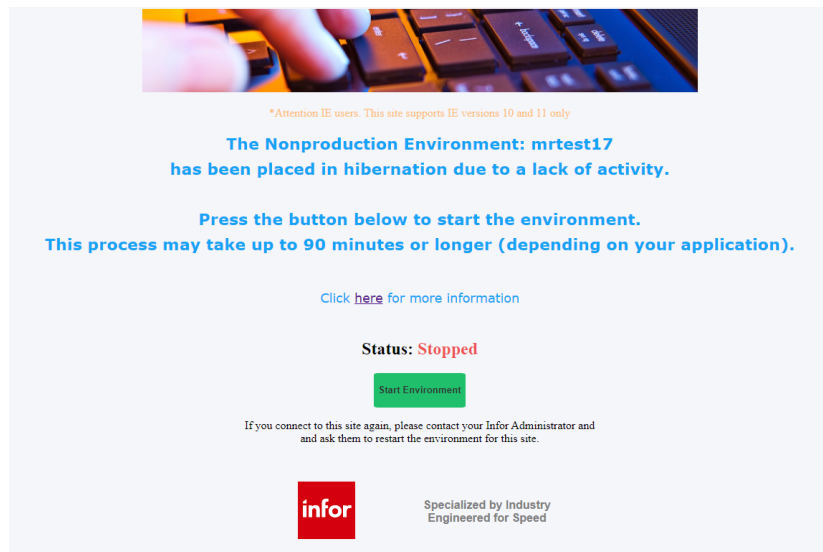 enter
backspace
delete
*Attention IE users. This site supports IE versions 10 and 11 only
The Nonproduction Environment: mrtest17
has been placed in hibernation due to a lack of activity.
Press the button below to start the environment.
This process may take up to 90 minutes or longer (depending on your application).
Click here for more information
Status: Stopped
Start Environment
If you connect to this site again, please contact your Infor Administrator and
and ask them to restart the environment for this site.
infor
Specialized by Industry
Engineered for Speed